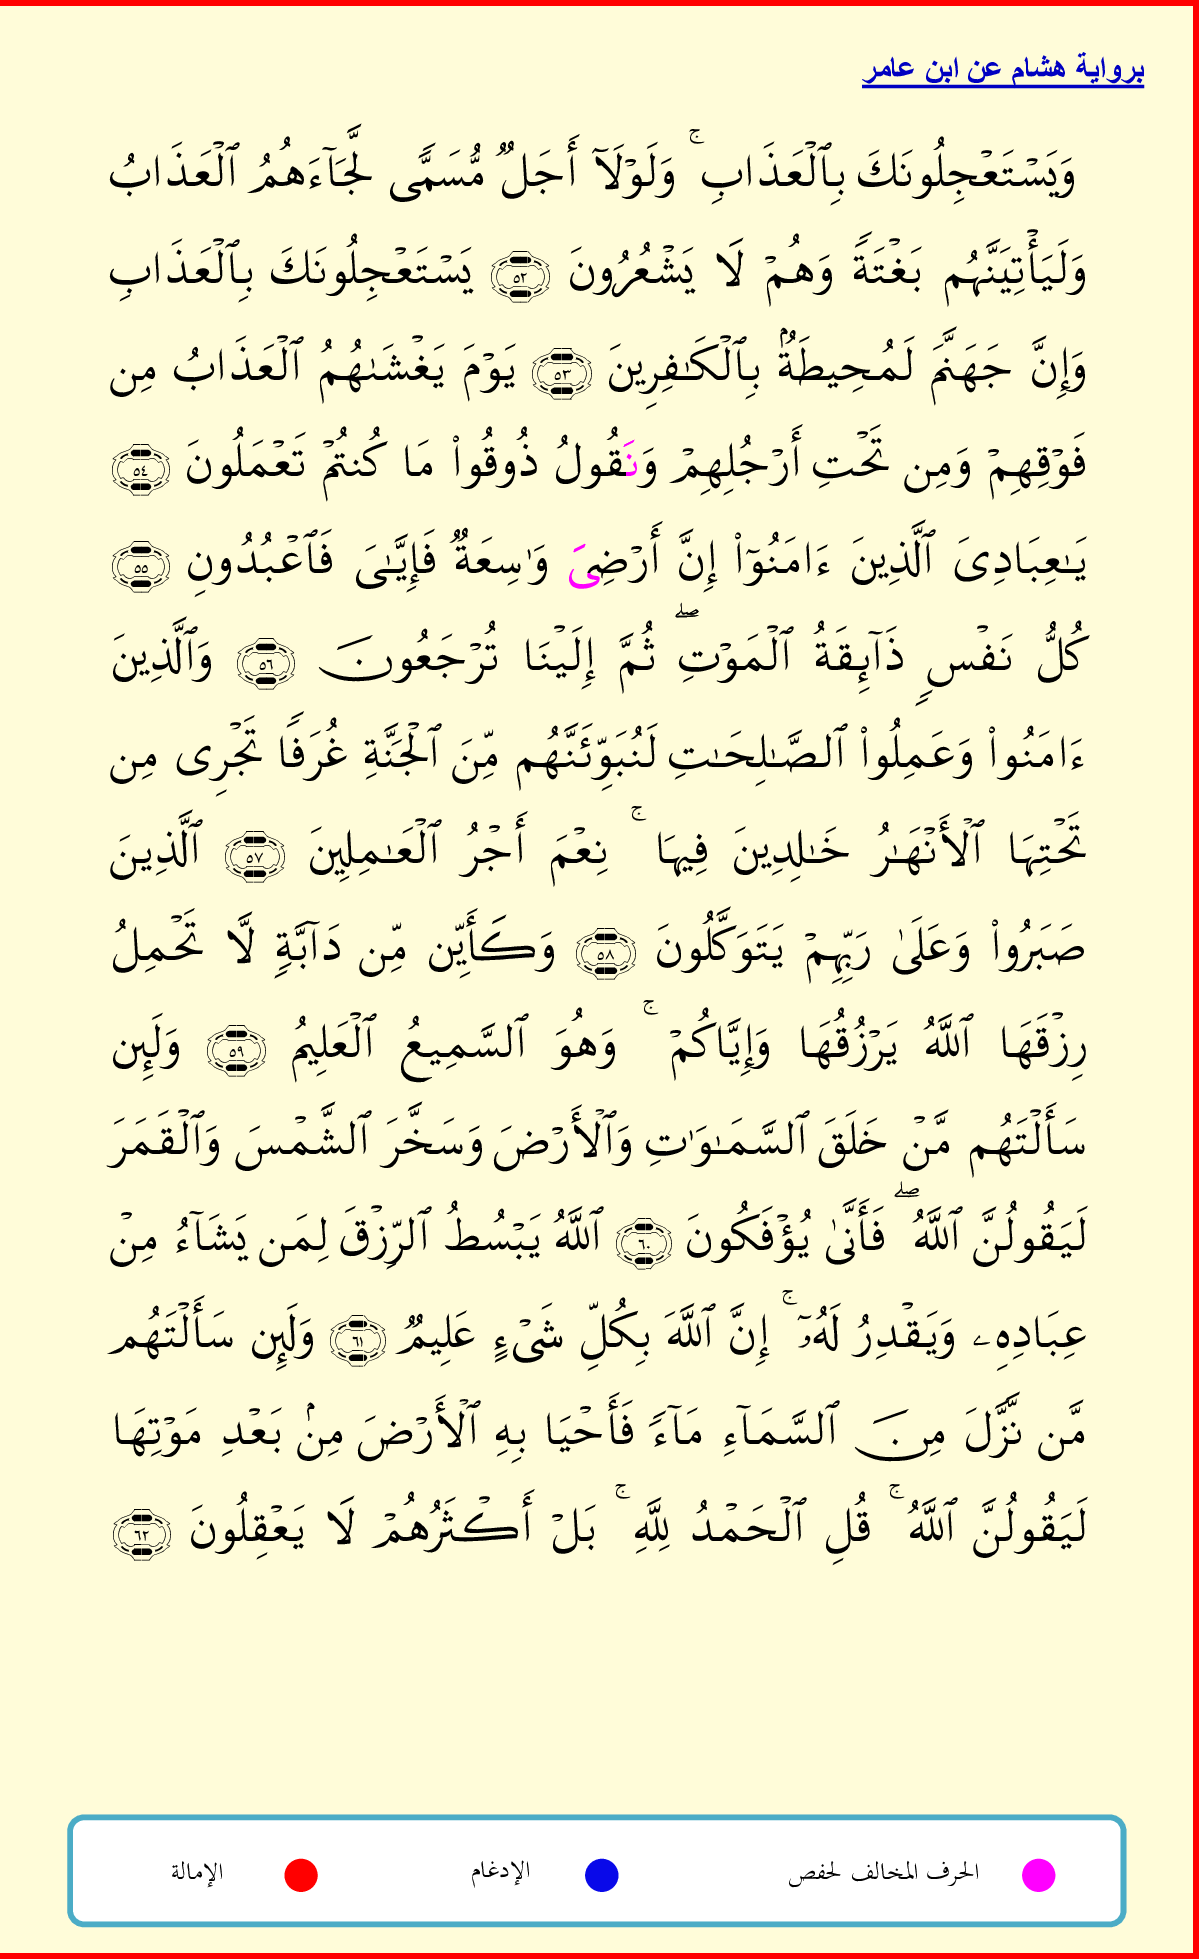 برواية هشام عن ابن عامر
وَيَسْتَعْجِلُونَكَ بِٱلْعَذَابِ ۚ وَلَوْلَآ أَجَلٌ مُّسَمًّى لَّجَآءَهُمُ ٱلْعَذَابُ
وَلَيَأْتِيَنَّهُم بَغْتَةً وَهُمْ لَا يَشْعُرُونَ ٥٣ يَسْتَعْجِلُونَكَ بِٱلْعَذَابِ
وَإِنَّ جَهَنَّمَ لَمُحِيطَةٌۢ بِٱلْكَـٰفِرِينَ ٥٣ يَوْمَ يَغْشَىٰهُمُ ٱلْعَذَابُ مِن
فَوْقِهِمْ وَمِن تَحْتِ أَرْجُلِهِمْ وَنَقُولُ ذُوقُوا۟ مَا كُنتُمْ تَعْمَلُونَ ٥٤
يَـٰعِبَادِىَ ٱلَّذِينَ ءَامَنُوٓا۟ إِنَّ أَرْضِىَ وَٰسِعَةٌ فَإِيَّـٰىَ فَٱعْبُدُونِ ٥٥
كُلُّ نَفْسٍ ذَآئِقَةُ ٱلْمَوْتِ ۖ ثُمَّ إِلَيْنَا تُرْجَعُونَ ٥٦ وَٱلَّذِينَ
ءَامَنُوا۟ وَعَمِلُوا۟ ٱلصَّـٰلِحَـٰتِ لَنُبَوِّئَنَّهُم مِّنَ ٱلْجَنَّةِ غُرَفًا تَجْرِى مِن
تَحْتِهَا ٱلْأَنْهَـٰرُ خَـٰلِدِينَ فِيهَا ۚ نِعْمَ أَجْرُ ٱلْعَـٰمِلِينَ ٥٧ ٱلَّذِينَ
صَبَرُوا۟ وَعَلَىٰ رَبِّهِمْ يَتَوَكَّلُونَ ٥٨ وَكَأَيِّن مِّن دَآبَّةٍ لَّا تَحْمِلُ
رِزْقَهَا ٱللَّهُ يَرْزُقُهَا وَإِيَّاكُمْ ۚ وَهُوَ ٱلسَّمِيعُ ٱلْعَلِيمُ ٥٩ وَلَئِن
سَأَلْتَهُم مَّنْ خَلَقَ ٱلسَّمَـٰوَٰتِ وَٱلْأَرْضَ وَسَخَّرَ ٱلشَّمْسَ وَٱلْقَمَرَ
لَيَقُولُنَّ ٱللَّهُ ۖ فَأَنَّىٰ يُؤْفَكُونَ ٦٠ ٱللَّهُ يَبْسُطُ ٱلرِّزْقَ لِمَن يَشَآءُ مِنْ
عِبَادِهِۦ وَيَقْدِرُ لَهُۥٓ ۚ إِنَّ ٱللَّهَ بِكُلِّ شَىْءٍ عَلِيمٌ ٦١ وَلَئِن سَأَلْتَهُم
مَّن نَّزَّلَ مِنَ ٱلسَّمَآءِ مَآءً فَأَحْيَا بِهِ ٱلْأَرْضَ مِنۢ بَعْدِ مَوْتِهَا
لَيَقُولُنَّ ٱللَّهُ ۚ قُلِ ٱلْحَمْدُ لِلَّهِ ۚ بَلْ أَكْثَرُهُمْ لَا يَعْقِلُونَ ٦٢
الحرف المخالف لحفص الإدغام الإمالة